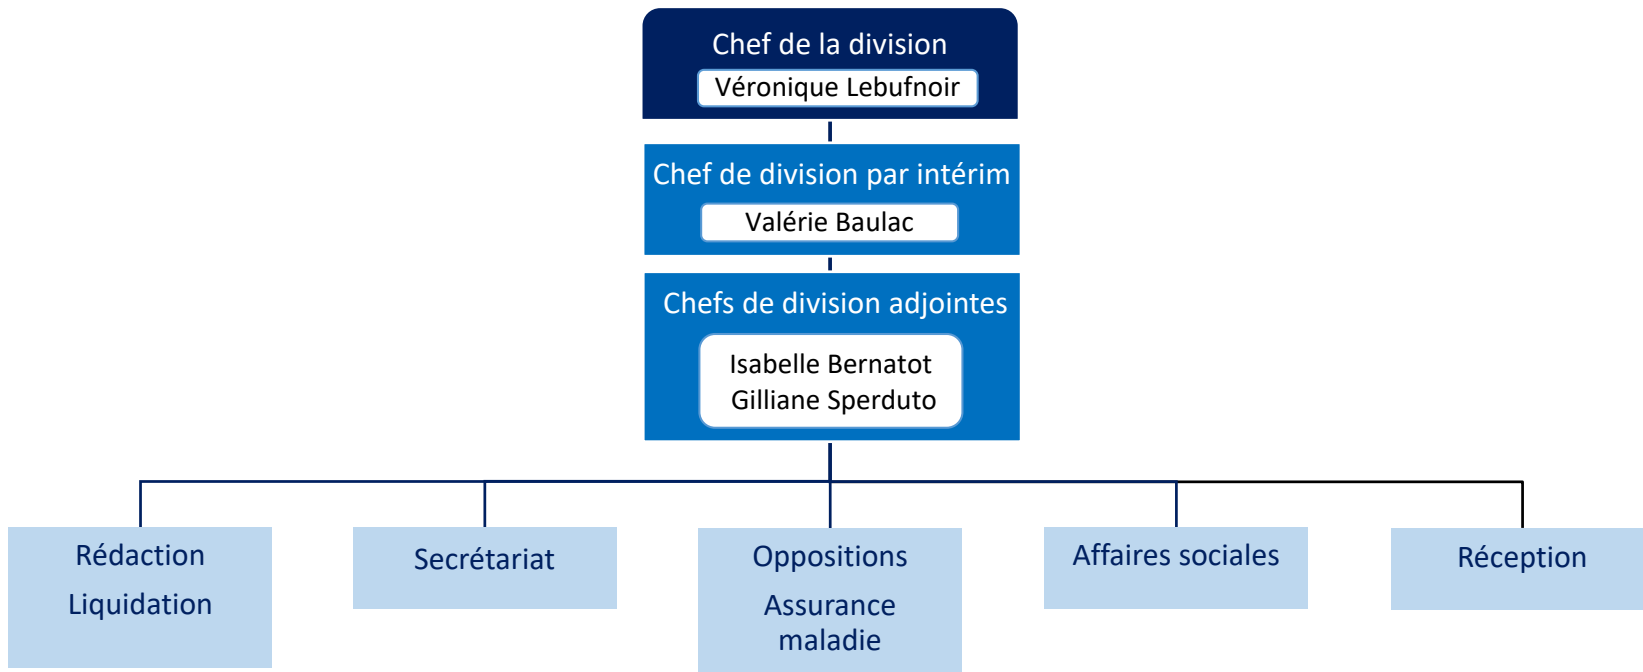 Chef de la division
Véronique Lebufnoir
Chef de division par intérim
Valérie Baulac
Chefs de division adjointes
Isabelle Bernatot
Gilliane Sperduto
Rédaction
Liquidation
Secrétariat
Oppositions
Assurance
maladie
Affaires sociales
Réception